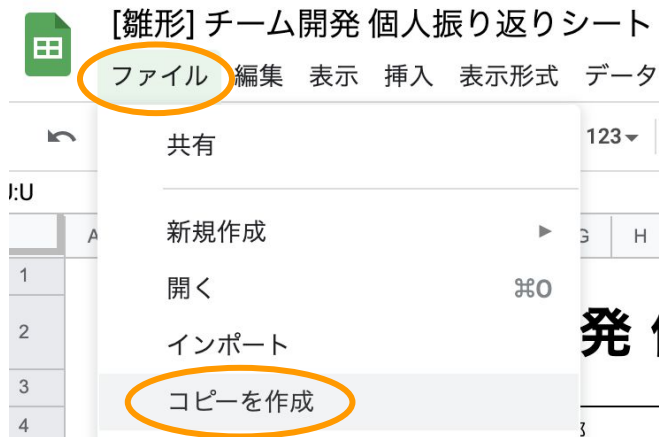 [雛形] チーム開発 個人振り返りシート
ファイル 編集 表示 挿入 表示形式 データ
123
J:U
共有
A G H
新規作成
1
開く ⌘O
2
発
インポート
3
コピーを作成
4